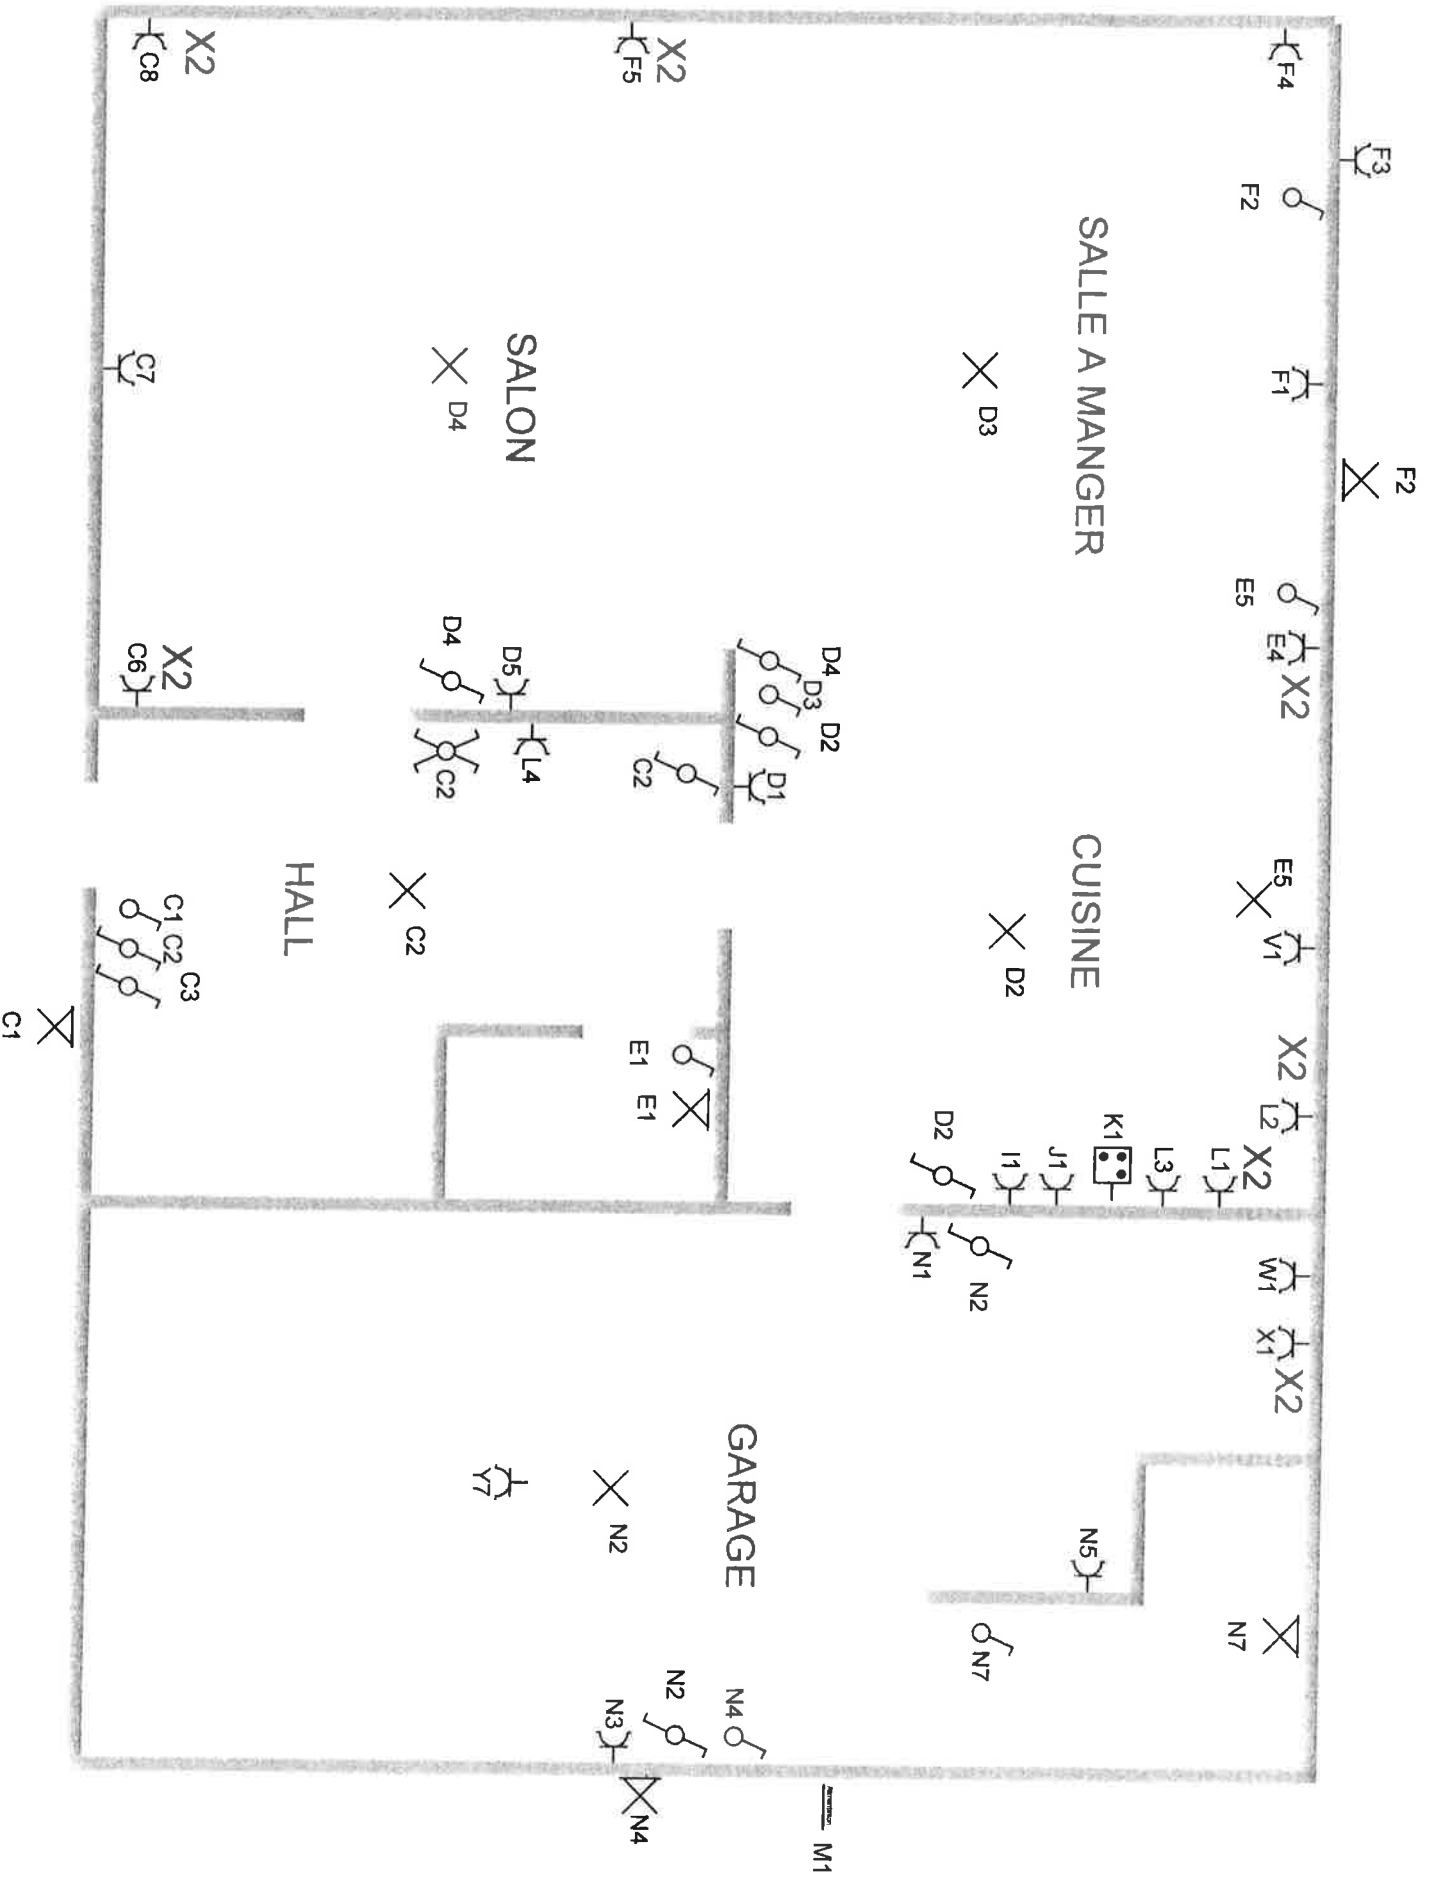 F3
F2
F2
F4
F1
E5
E4
X2
E5
V1
X2
L2
X2
W1
X1
X2
N7
SALLE A MANGER
D3
CUISINE
D2
L1
L3
K1
J1
I1
D2
N1
N2
N5
N7
X2
F5
D4
D3
D2
D1
C2
E1
E1
GARAGE
N2
Y7
N4
N2
N3
N4
Alimentation
M1
SALON
D4
D5
L4
D4
C2
C2
HALL
X2
C8
C7
X2
C6
C1
C2
C3
C1